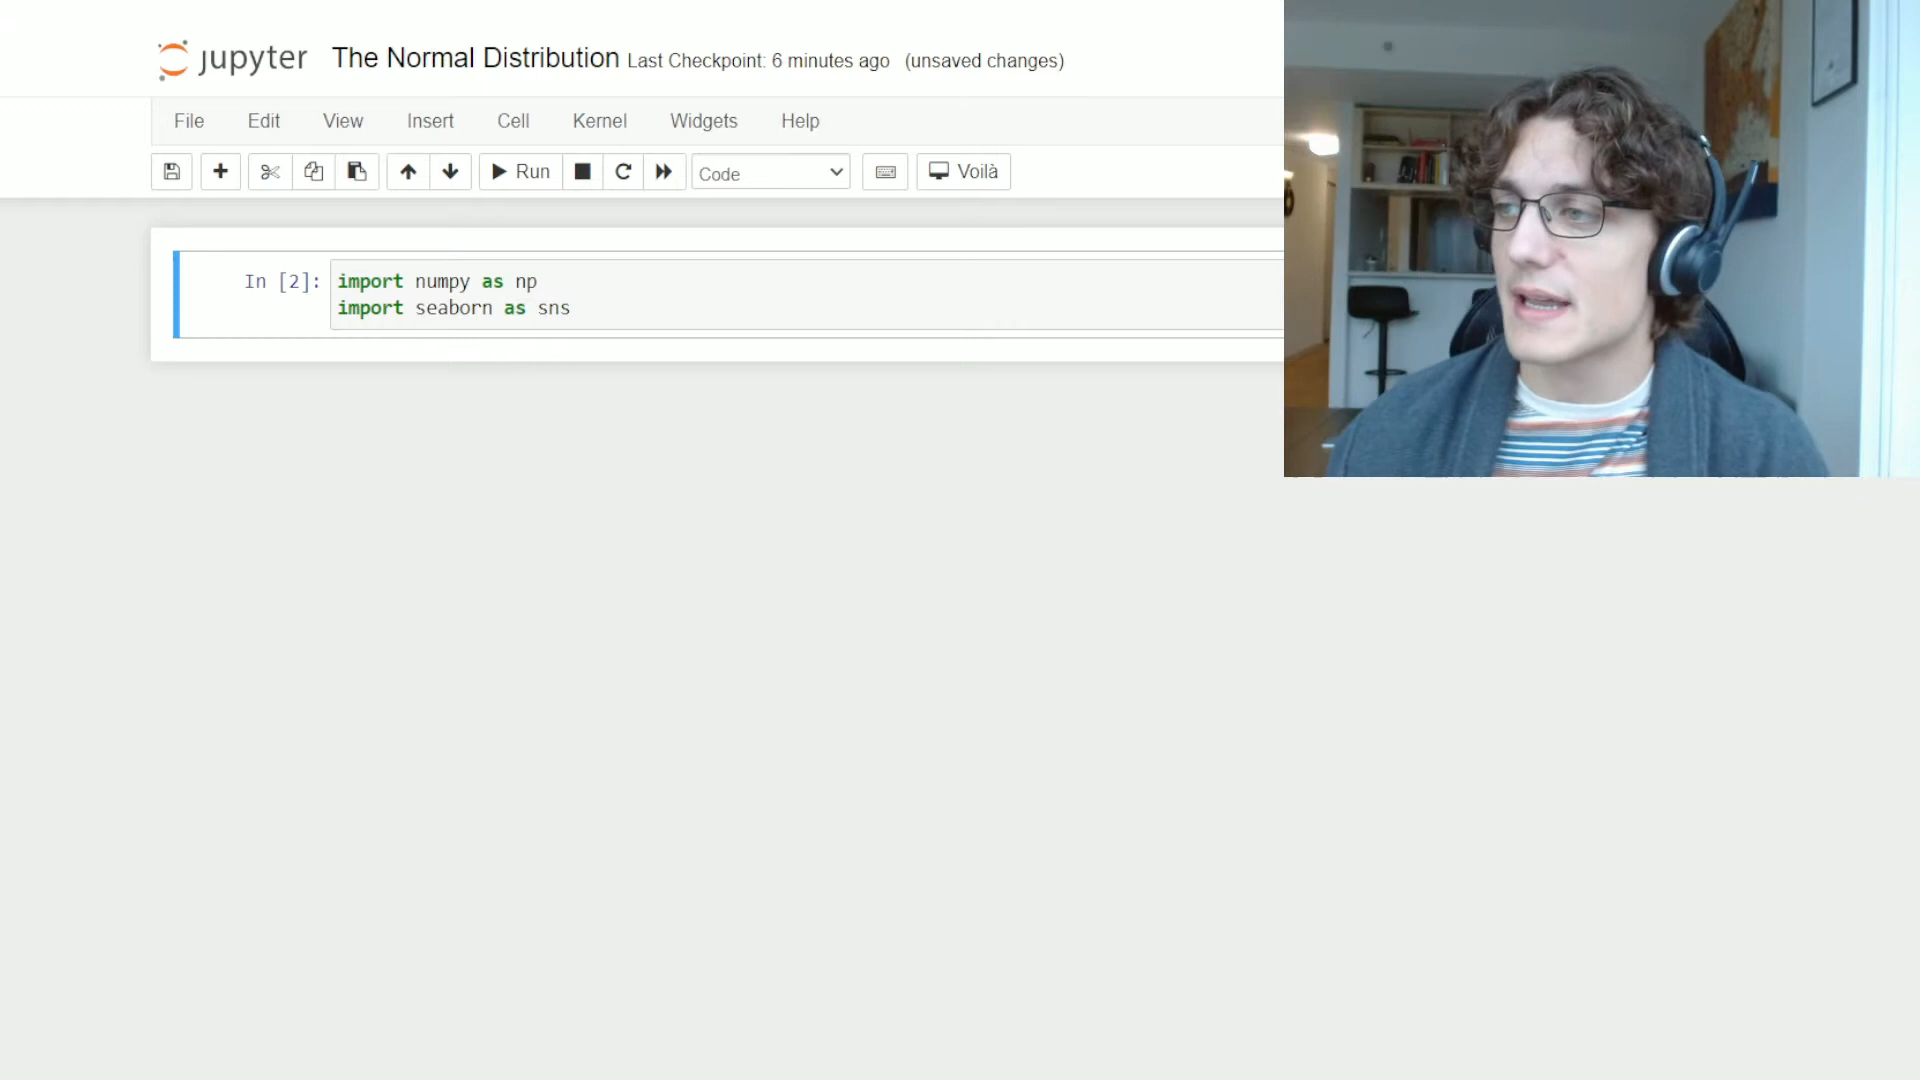 jupyter The Normal Distribution Last Checkpoint: 6 minutes ago (unsaved changes)
File Edit View Insert Cell Kernel Widgets Help
Run Code Voilà
In [2]: import numpy as np
import seaborn as sns